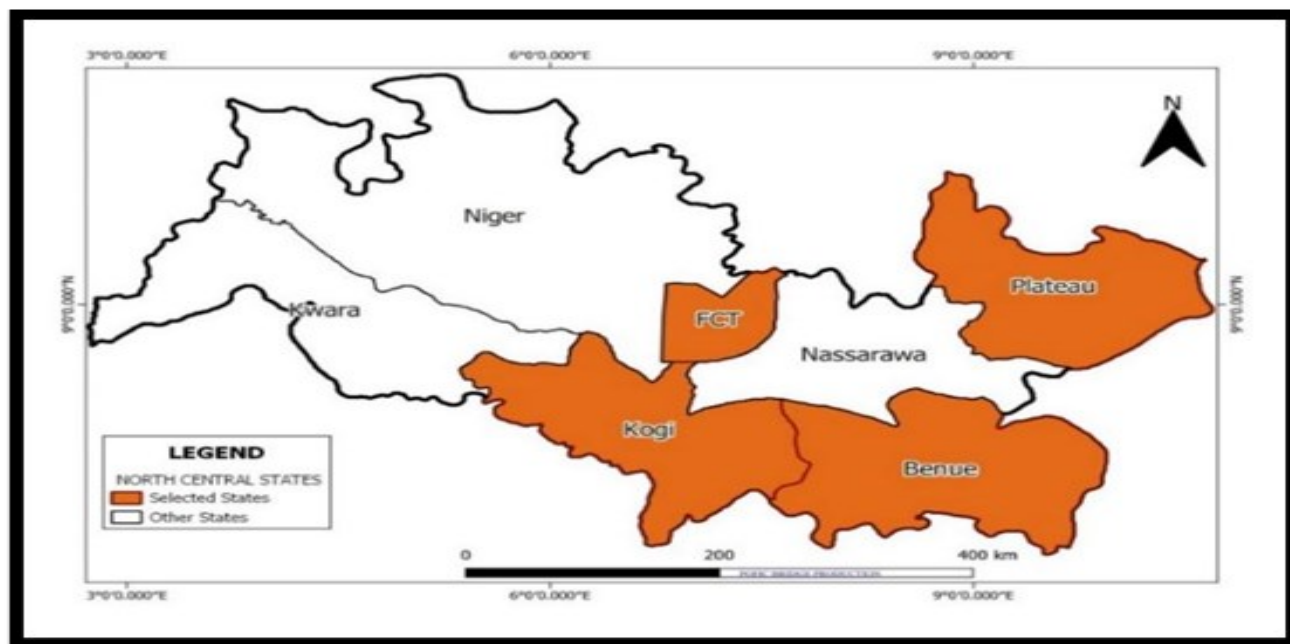 3°0'0.000"E 6°0'0.000"E 9°0'0.000"E
N
Niger
9°0'0.000"N
Plateau
9°0'0.000"N
Kwara
FCT
Nassarawa
Kogi
Benue
LEGEND
NORTH CENTRAL STATES
Selected States
Other States
0 200 400 km
3°0'0.000"E 6°0'0.000"E 9°0'0.000"E